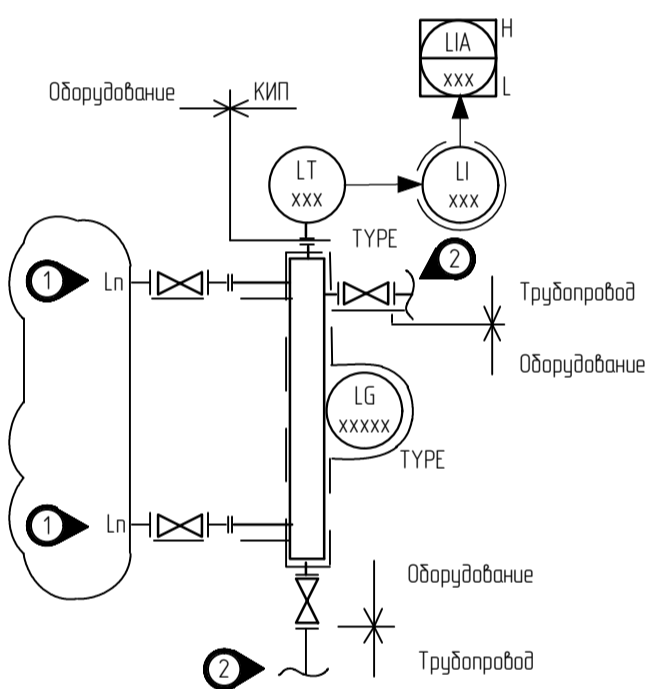 LIA
xxx
H
L
Оборудование
КИП
LT
xxx
LI
xxx
TYPE
2
1
Ln
Трубопровод
Оборудование
LG
xxxxx
TYPE
1
Ln
Оборудование
2
Трубопровод